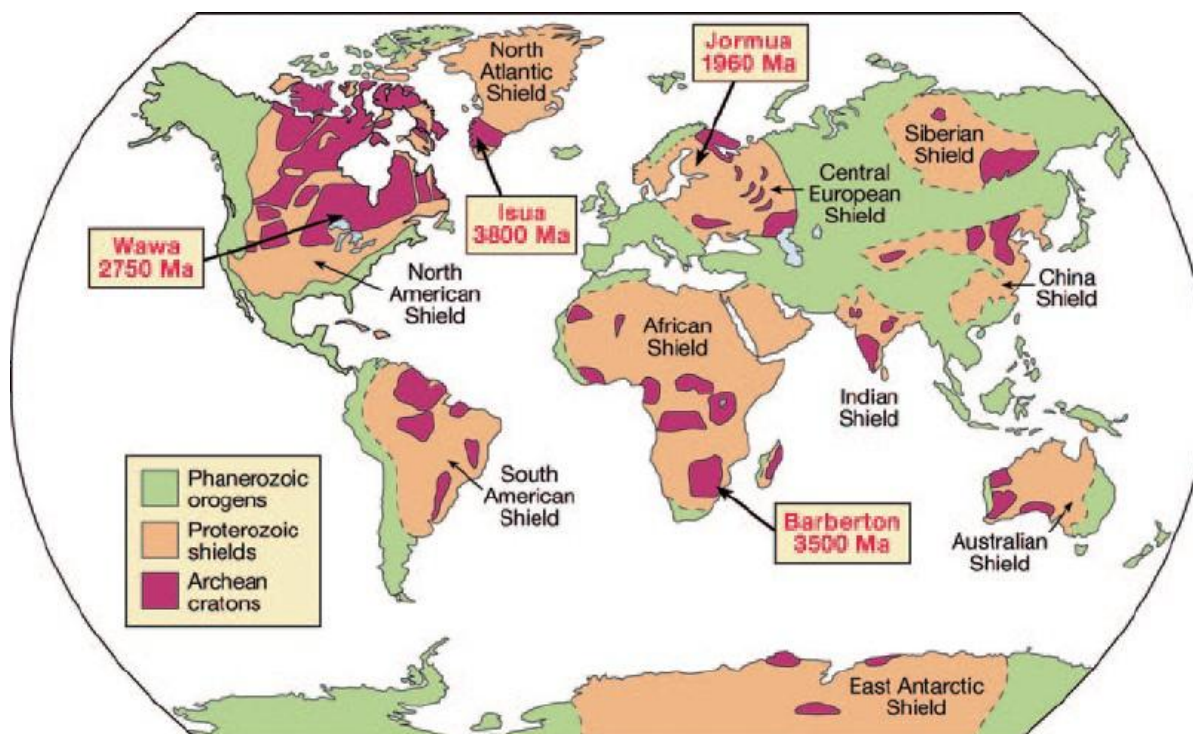 North
Atlantic
Shield
Jormua
1960 Ma
Siberian
Shield
Central
European
Shield
Isua
3800 Ma
Wawa
2750 Ma
North
American
Shield
China
Shield
African
Shield
Indian
Shield
South
American
Shield
Phanerozoic
orogens
Proterozoic
shields
Archean
cratons
Barberton
3500 Ma
Australian
Shield
East Antarctic
Shield